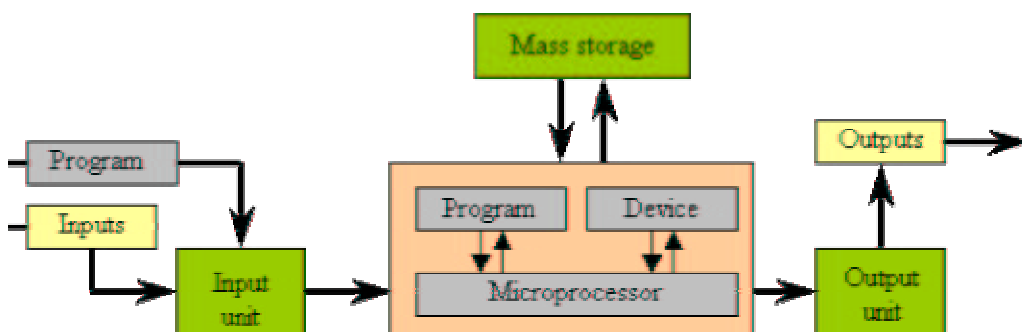 Mass storage
Program
Outputs
Inputs
Program
Device
Input
unit
Microprocessor
Output
unit